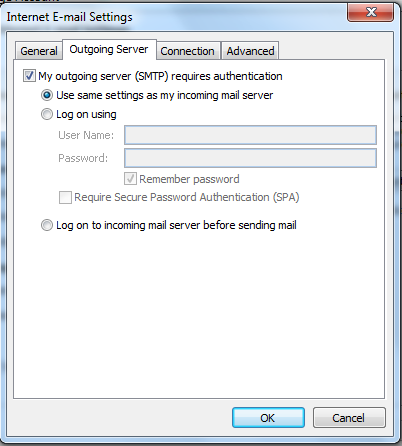 Internet E-mail Settings
General Outgoing Server Connection Advanced
My outgoing server (SMTP) requires authentication
Use same settings as my incoming mail server
Log on using
User Name:
Password:
Remember password
Require Secure Password Authentication (SPA)
Log on to incoming mail server before sending mail
OK Cancel